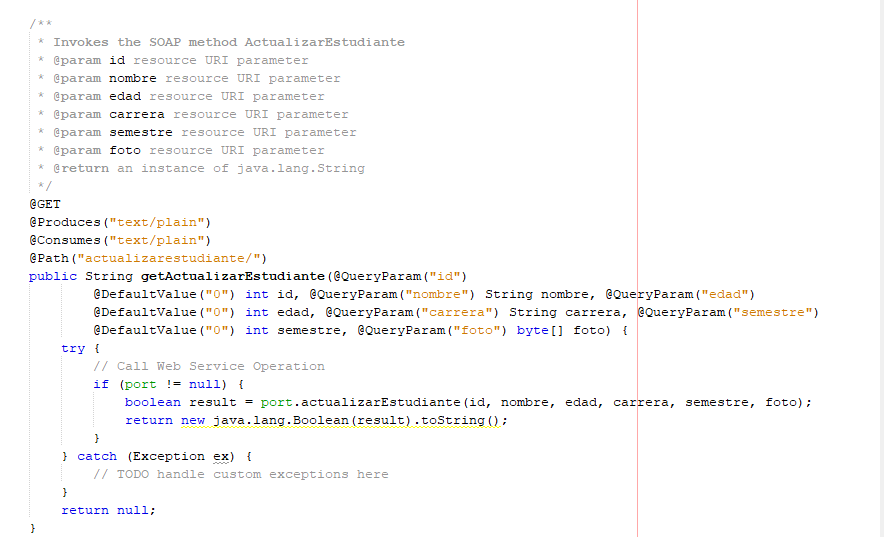 /**
 * Invokes the SOAP method ActualizarEstudiante
 * @param id resource URI parameter
 * @param nombre resource URI parameter
 * @param edad resource URI parameter
 * @param carrera resource URI parameter
 * @param semestre resource URI parameter
 * @param foto resource URI parameter
 * @return an instance of java.lang.String
 */
@GET
@Produces("text/plain")
@Consumes("text/plain")
@Path("actualizarestudiante/")
public String getActualizarEstudiante(@QueryParam("id")
        @DefaultValue("0") int id, @QueryParam("nombre") String nombre, @QueryParam("edad")
        @DefaultValue("0") int edad, @QueryParam("carrera") String carrera, @QueryParam("semestre")
        @DefaultValue("0") int semestre, @QueryParam("foto") byte[] foto) {
    try {
        // Call Web Service Operation
        if (port != null) {
            boolean result = port.actualizarEstudiante(id, nombre, edad, carrera, semestre, foto);
            return new java.lang.Boolean(result).toString();
        }
    } catch (Exception ex) {
        // TODO handle custom exceptions here
    }
    return null;
}